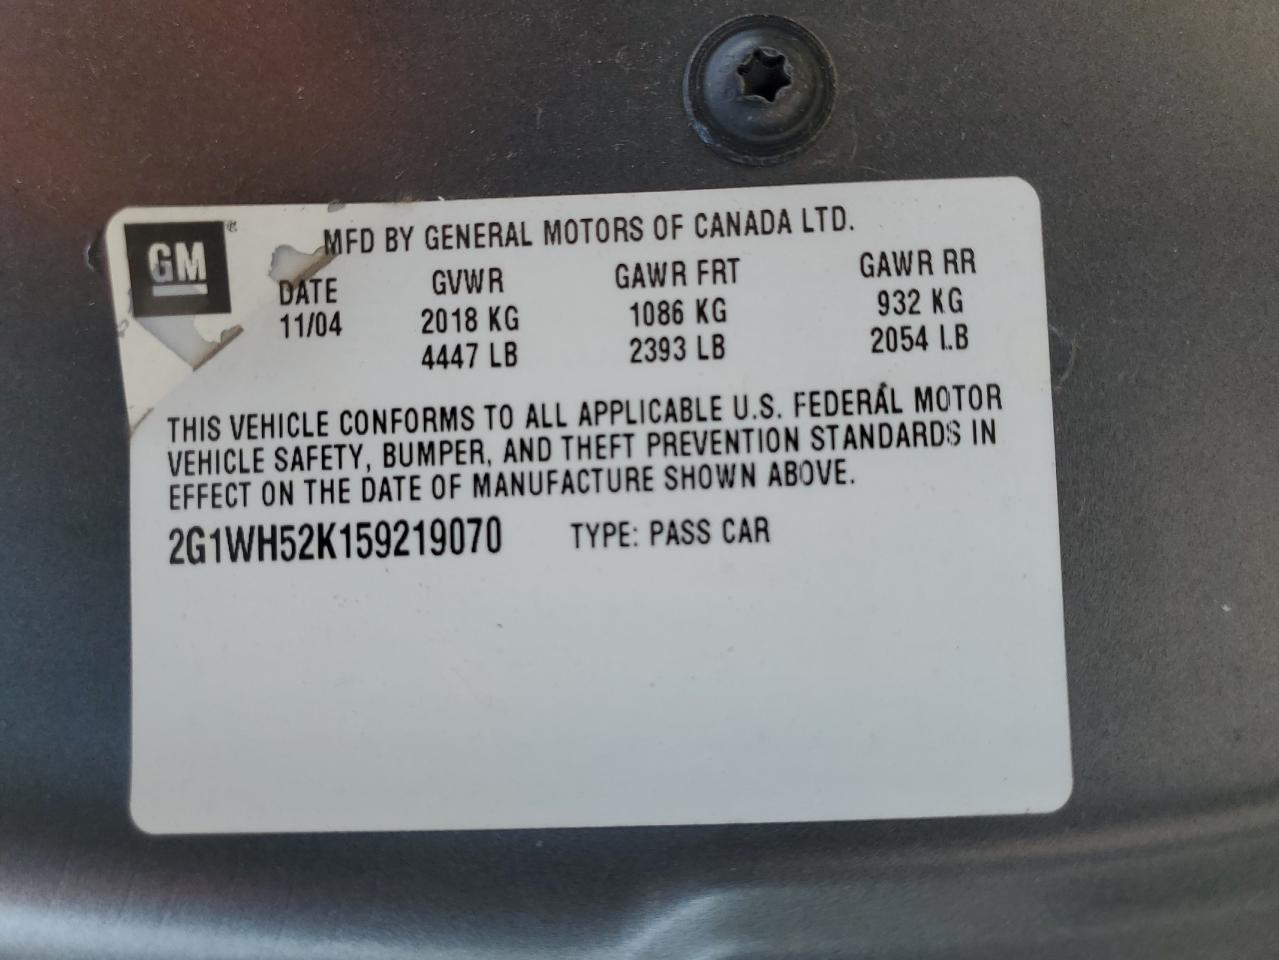 GM®
MFD BY GENERAL MOTORS OF CANADA LTD.
DATE GVWR GAWR FRT GAWR RR
11/04 2018 KG 1086 KG 932 KG
4447 LB 2393 LB 2054 LB
THIS VEHICLE CONFORMS TO ALL APPLICABLE U.S. FEDERAL MOTOR
VEHICLE SAFETY, BUMPER, AND THEFT PREVENTION STANDARDS IN
EFFECT ON THE DATE OF MANUFACTURE SHOWN ABOVE.
2G1WH52K159219070 TYPE: PASS CAR